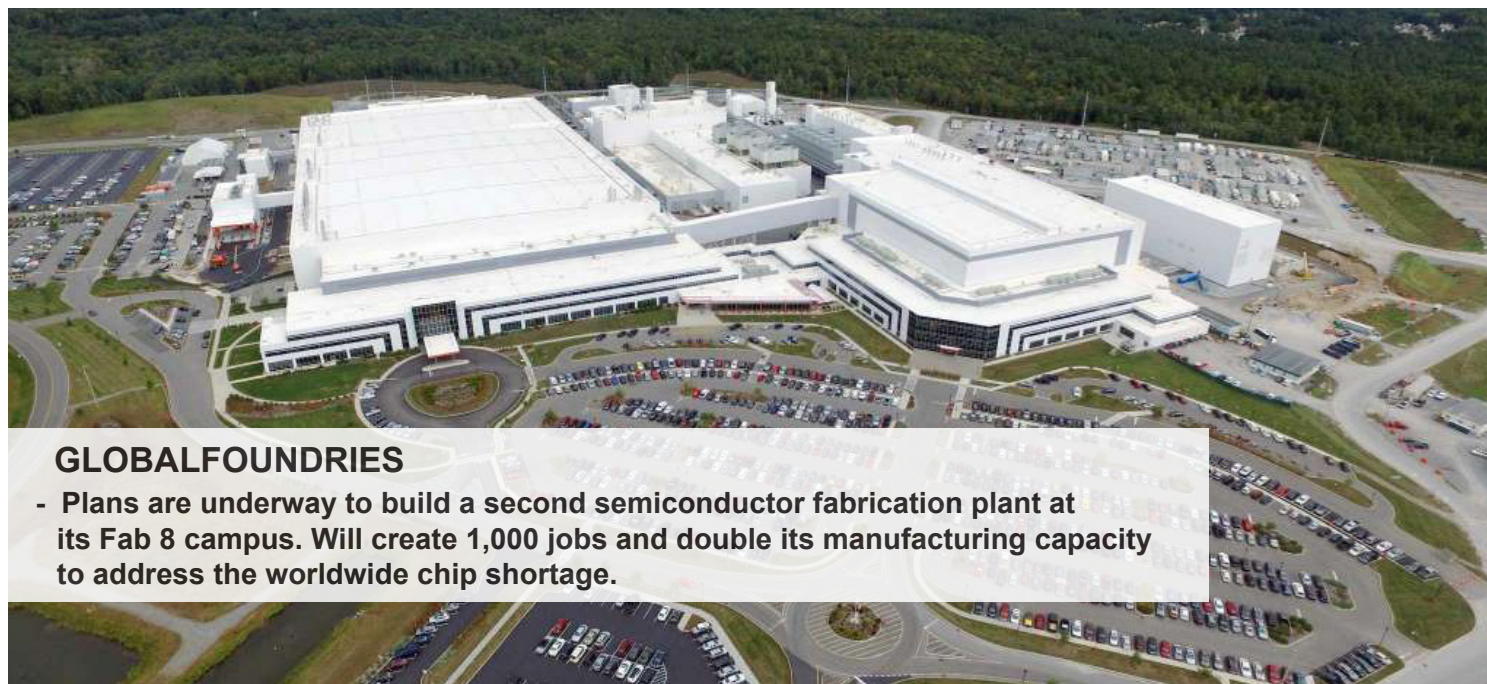 GLOBALFOUNDRIES
- Plans are underway to build a second semiconductor fabrication plant at
its Fab 8 campus. Will create 1,000 jobs and double its manufacturing capacity
to address the worldwide chip shortage.